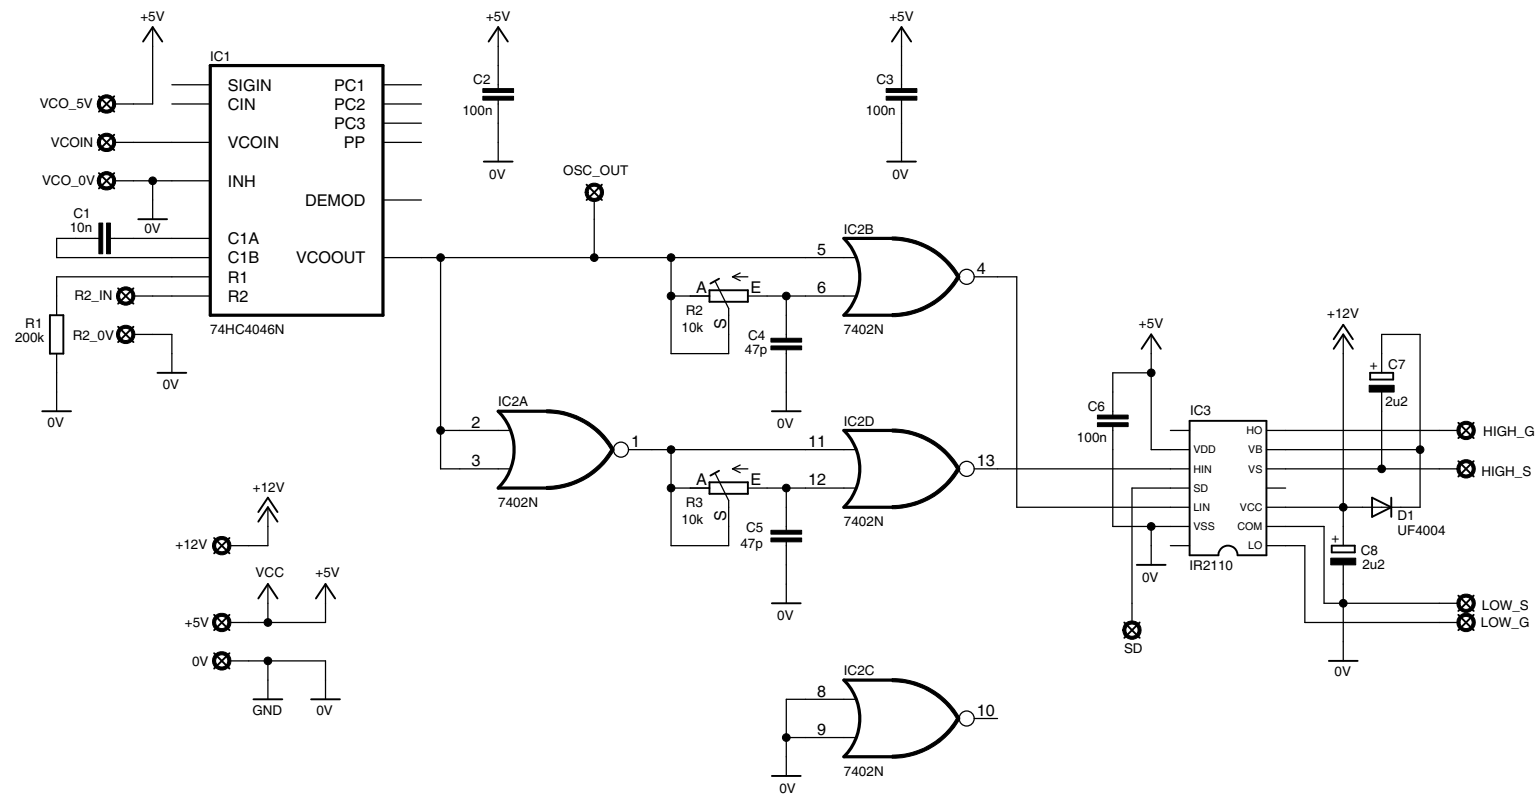 +5V
+5V
+5V
IC1
SIGIN
CIN
VCOIN
INH
C1A
C1B
R1
R2
PC1
PC2
PC3
PP
DEMOD
VCOOUT
74HC4046N
VCO_5V
VCOIN
VCO_0V
0V
C1
10n
R2_IN
R2_0V
0V
R1
200k
0V
C2
100n
0V
C3
100n
0V
OSC_OUT
IC2B
5
6
4
7402N
A
E
S
R2
10k
C4
47p
0V
IC2A
2
3
1
7402N
IC2D
11
12
13
7402N
A
E
S
R3
10k
C5
47p
0V
+5V
C6
100n
0V
SD
IC3
VDD
HIN
SD
LIN
VSS
HO
VB
VS
VCC
COM
LO
IR2110
+12V
+
C7
2u2
D1
UF4004
+
C8
2u2
0V
HIGH_G
HIGH_S
LOW_S
LOW_G
+12V
+12V
VCC
+5V
+5V
0V
GND
0V
IC2C
8
9
10
7402N
0V